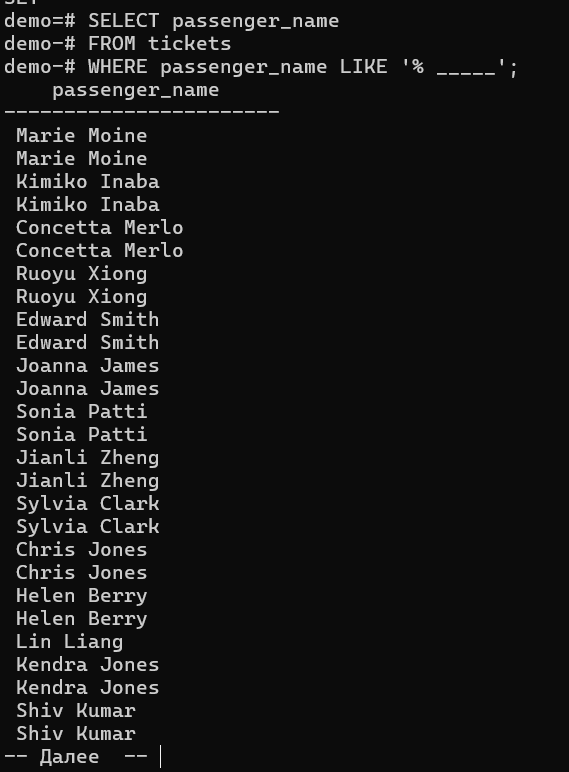 SET
demo=# SELECT passenger_name
demo-# FROM tickets
demo-# WHERE passenger_name LIKE '% _____';
passenger_name
-----------------------
Marie Moine
Marie Moine
Kimiko Inaba
Kimiko Inaba
Concetta Merlo
Concetta Merlo
Ruoyu Xiong
Ruoyu Xiong
Edward Smith
Edward Smith
Joanna James
Joanna James
Sonia Patti
Sonia Patti
Jianli Zheng
Jianli Zheng
Sylvia Clark
Sylvia Clark
Chris Jones
Chris Jones
Helen Berry
Helen Berry
Lin Liang
Kendra Jones
Kendra Jones
Shiv Kumar
Shiv Kumar
-- Далее  --